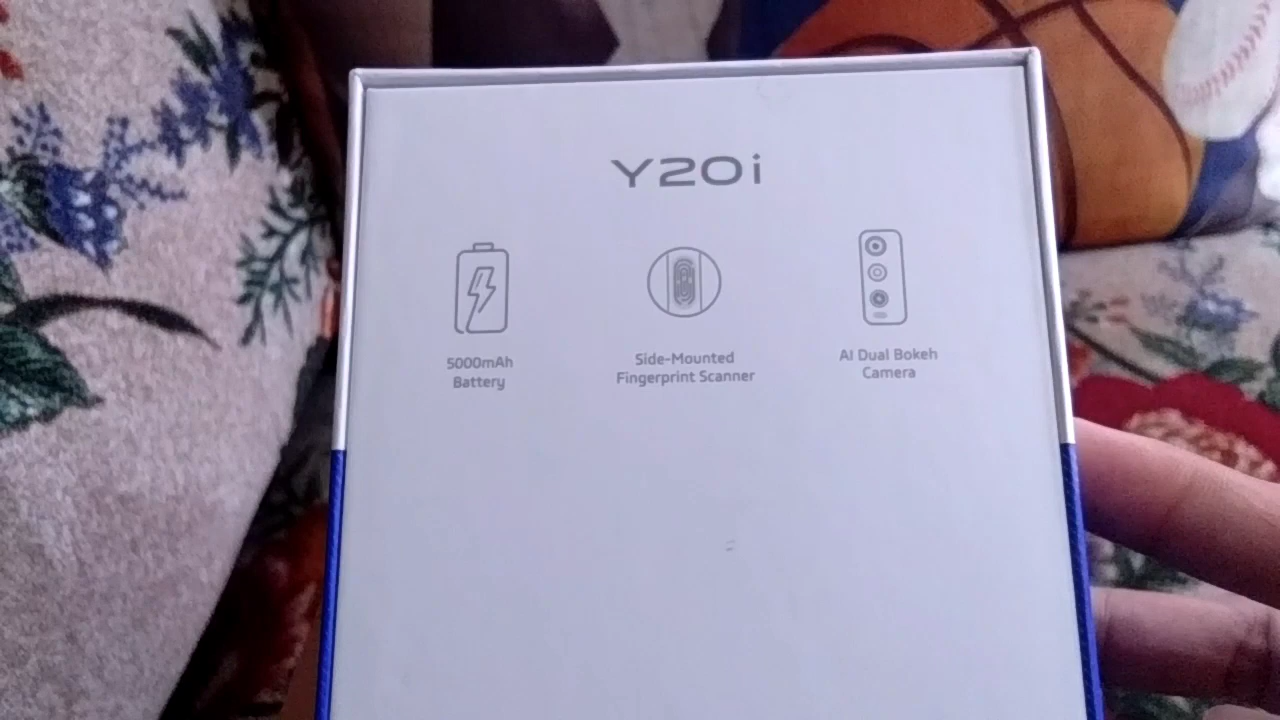 Y20i
5000mAh
Battery
Side-Mounted
Fingerprint Scanner
AI Dual Bokeh
Camera